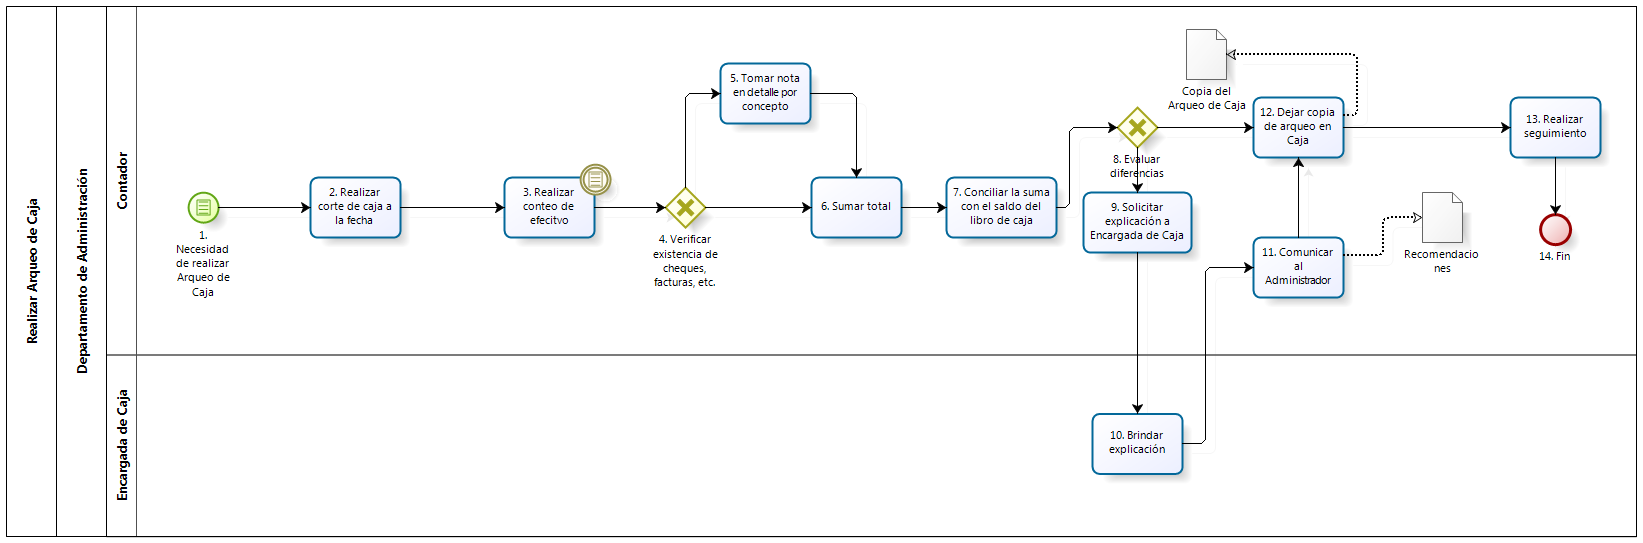 Realizar Arqueo de Caja
Departamento de Administración
Contador
Encargada de Caja
1.
Necesidad
de realizar
Arqueo de
Caja
2. Realizar
corte de caja a
la fecha
3. Realizar
conteo de
efecitvo
4. Verificar
existencia de
cheques,
facturas, etc.
5. Tomar nota
en detalle por
concepto
6. Sumar total
7. Conciliar la suma
con el saldo del
libro de caja
8. Evaluar
diferencias
9. Solicitar
explicación a
Encargada de Caja
10. Brindar
explicación
11. Comunicar
al
Administrador
Recomendacio
nes
12. Dejar copia
de arqueo en
Caja
Copia del
Arqueo de Caja
13. Realizar
seguimiento
14. Fin